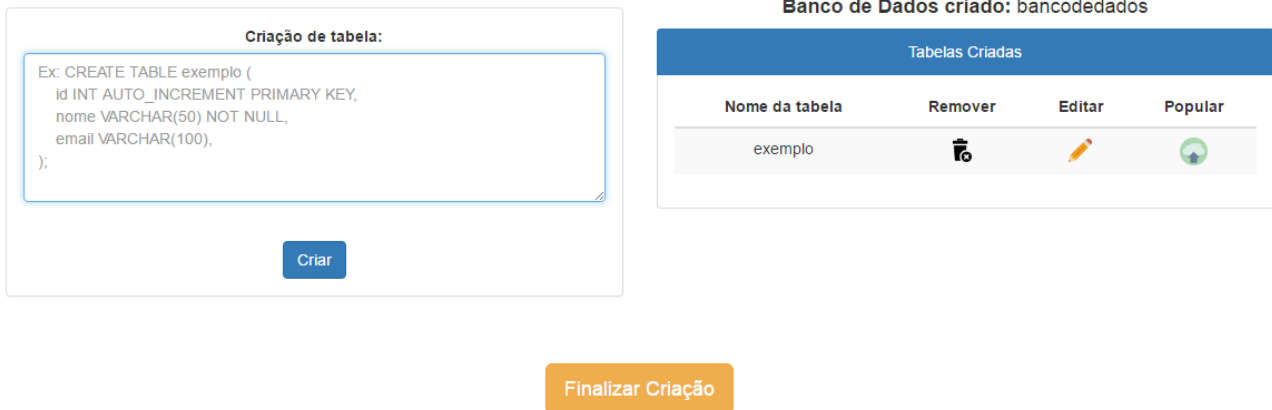 Criação de tabela:
Ex: CREATE TABLE exemplo (
id INT AUTO_INCREMENT PRIMARY KEY,
nome VARCHAR(50) NOT NULL,
email VARCHAR(100),
);
Criar
Banco de Dados criado: bancodedados
Tabelas Criadas
Nome da tabela Remover Editar Popular
exemplo
Finalizar Criação